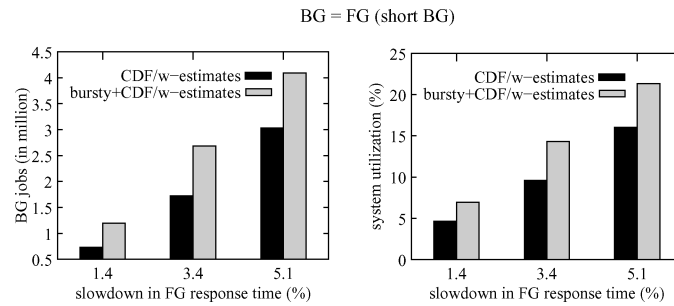 BG = FG (short BG)
4.5
4
3.5
3
2.5
2
1.5
1
0.5
BG jobs (in million)
CDF/w−estimates
bursty+CDF/w−estimates
1.4 3.4 5.1
slowdown in FG response time (%)
25
20
15
10
5
0
system utilization (%)
CDF/w−estimates
bursty+CDF/w−estimates
1.4 3.4 5.1
slowdown in FG response time (%)